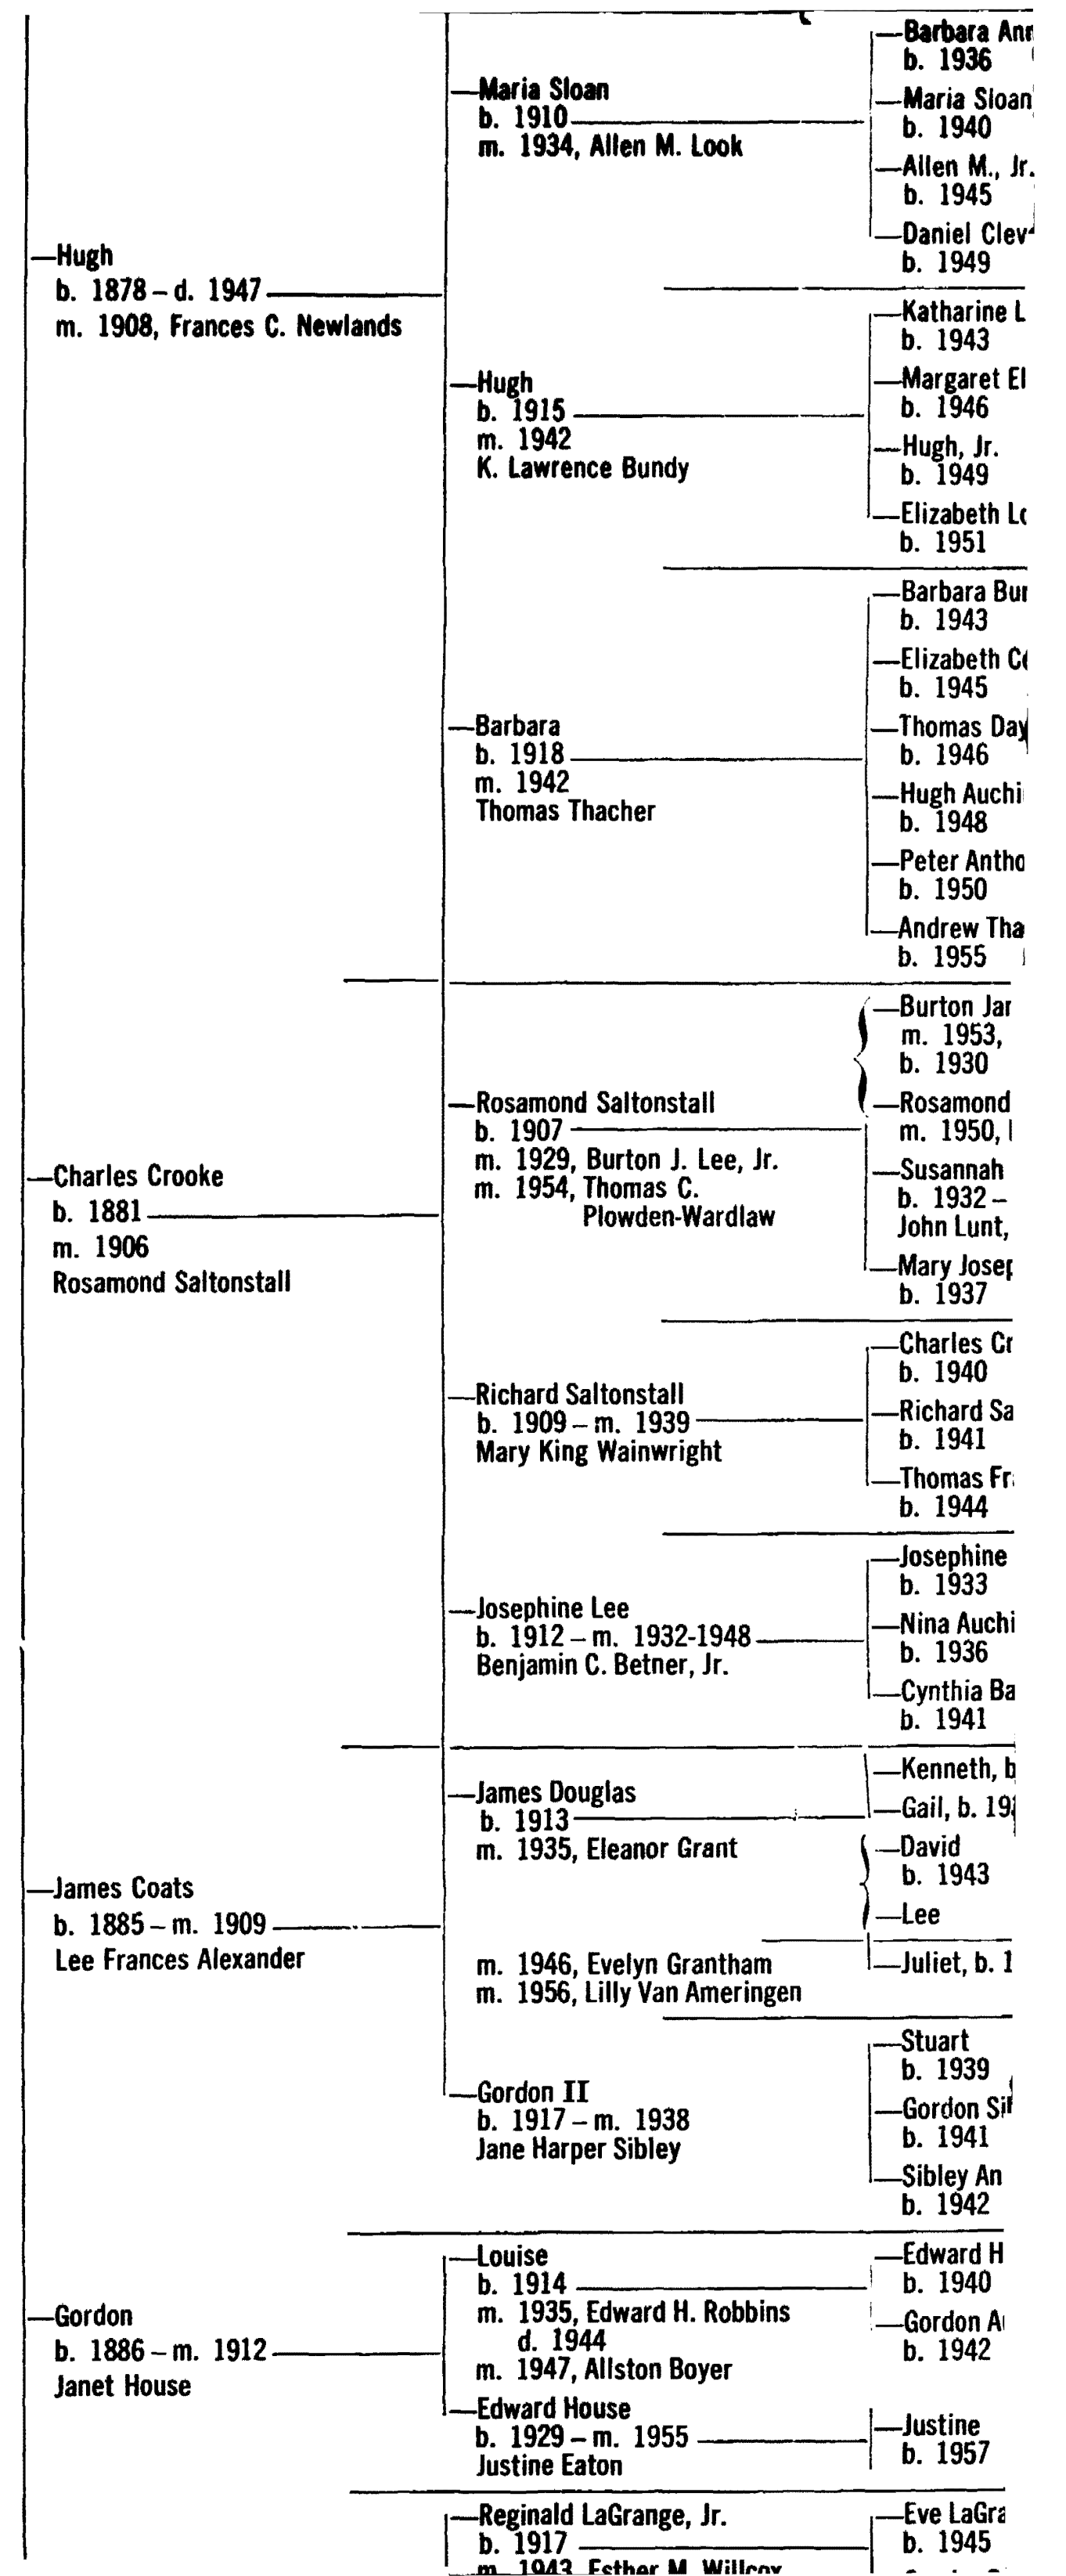 Hugh
b. 1878 – d. 1947
m. 1908, Frances C. Newlands
Maria Sloan
b. 1910
m. 1934, Allen M. Look
Barbara
b. 1936
Maria Sloan
b. 1940
Allen M., Jr.
b. 1945
Daniel
b. 1949
Hugh
b. 1915
m. 1942
K. Lawrence Bundy
Katharine L
b. 1943
Margaret El
b. 1946
Hugh, Jr.
b. 1949
Elizabeth
b. 1951
Barbara
b. 1918
m. 1942
Thomas Thacher
Barbara
b. 1943
Elizabeth
b. 1945
Thomas Day
b. 1946
Hugh Auchi
b. 1948
Peter Antho
b. 1950
Andrew Tha
b. 1955
Charles Crooke
b. 1881
m. 1906
Rosamond Saltonstall
Rosamond Saltonstall
b. 1907
m. 1929, Burton J. Lee, Jr.
m. 1954, Thomas C.
Plowden-Wardlaw
Burton
m. 1953,
b. 1930
Rosamond
m. 1950,
Susannah
b. 1932 –
John Lunt,
Mary
b. 1937
Richard Saltonstall
b. 1909 – m. 1939
Mary King Wainwright
Charles
b. 1940
Richard Sa
b. 1941
Thomas
b. 1944
Josephine Lee
b. 1912 – m. 1932-1948
Benjamin C. Betner, Jr.
Josephine
b. 1933
Nina Auchi
b. 1936
Cynthia Ba
b. 1941
James Coats
b. 1885 – m. 1909
Lee Frances Alexander
James Douglas
b. 1913
m. 1935, Eleanor Grant
m. 1946, Evelyn Grantham
m. 1956, Lilly Van Ameringen
Kenneth, b
Gail, b. 19
David
b. 1943
Lee
Juliet, b. 1
Gordon II
b. 1917 – m. 1938
Jane Harper Sibley
Stuart
b. 1939
Gordon
b. 1941
Sibley An
b. 1942
Gordon
b. 1886 – m. 1912
Janet House
Louise
b. 1914
m. 1935, Edward H. Robbins
d. 1944
m. 1947, Allston Boyer
Edward H
b. 1940
Gordon
b. 1942
Edward House
b. 1929 – m. 1955
Justine Eaton
Justine
b. 1957
Reginald LaGrange, Jr.
b. 1917
m. 1943, Esther M. Willcox
Eve LaGra
b. 1945